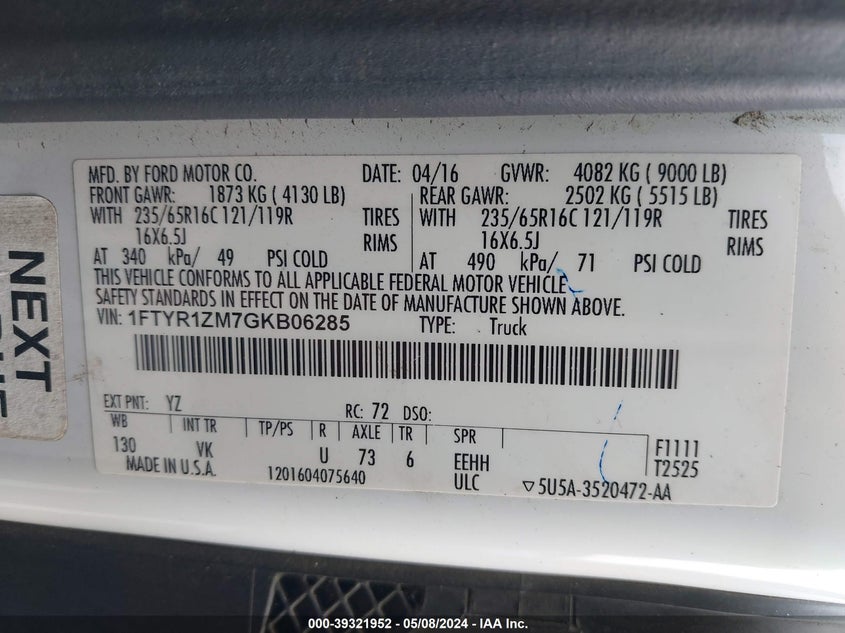 MFD. BY FORD MOTOR CO. DATE: 04/16 GVWR: 4082 KG ( 9000 LB)
FRONT GAWR: 1873 KG ( 4130 LB) REAR GAWR: 2502 KG ( 5515 LB)
WITH 235/65R16C 121/119R TIRES WITH 235/65R16C 121/119R TIRES
16X6.5J RIMS 16X6.5J RIMS
AT 340 kPa/ 49 PSI COLD AT 490 kPa/ 71 PSI COLD
THIS VEHICLE CONFORMS TO ALL APPLICABLE FEDERAL MOTOR VEHICLE
SAFETY STANDARDS IN EFFECT ON THE DATE OF MANUFACTURE SHOWN ABOVE.
VIN: 1FTYR1ZM7GKB06285 TYPE: Truck
EXT PNT: YZ RC: 72 DSO:
WB INT TR TP/PS R AXLE TR SPR F1111
130 VK U 73 6 EEHH T2525
MADE IN U.S.A. 1201604075640 ULC ▽5U5A-3520472-AA
NEXT
000-39321952 - 05/08/2024 - IAA Inc.